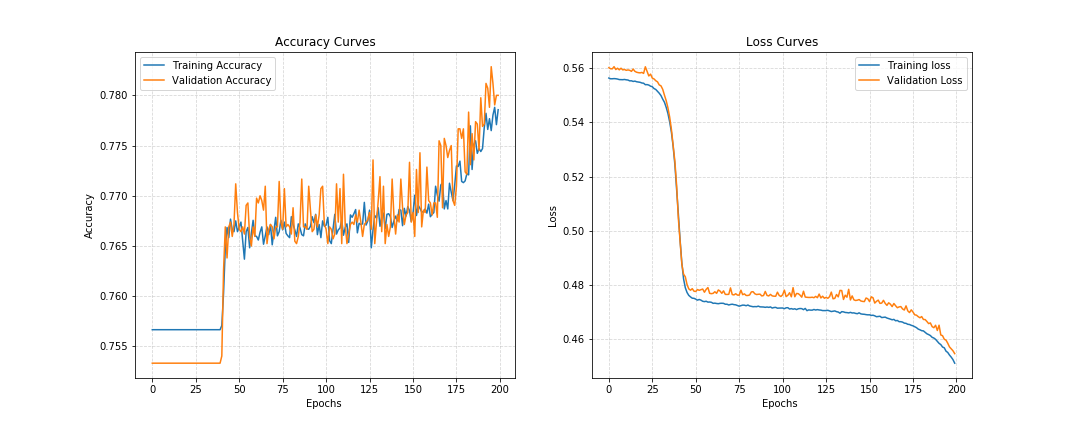 Accuracy Curves
Training Accuracy
Validation Accuracy
0.780
0.775
0.770
0.765
0.760
0.755
Accuracy
0 25 50 75 100 125 150 175 200
Epochs
Loss Curves
Training loss
Validation Loss
0.56
0.54
0.52
0.50
0.48
0.46
Loss
0 25 50 75 100 125 150 175 200
Epochs